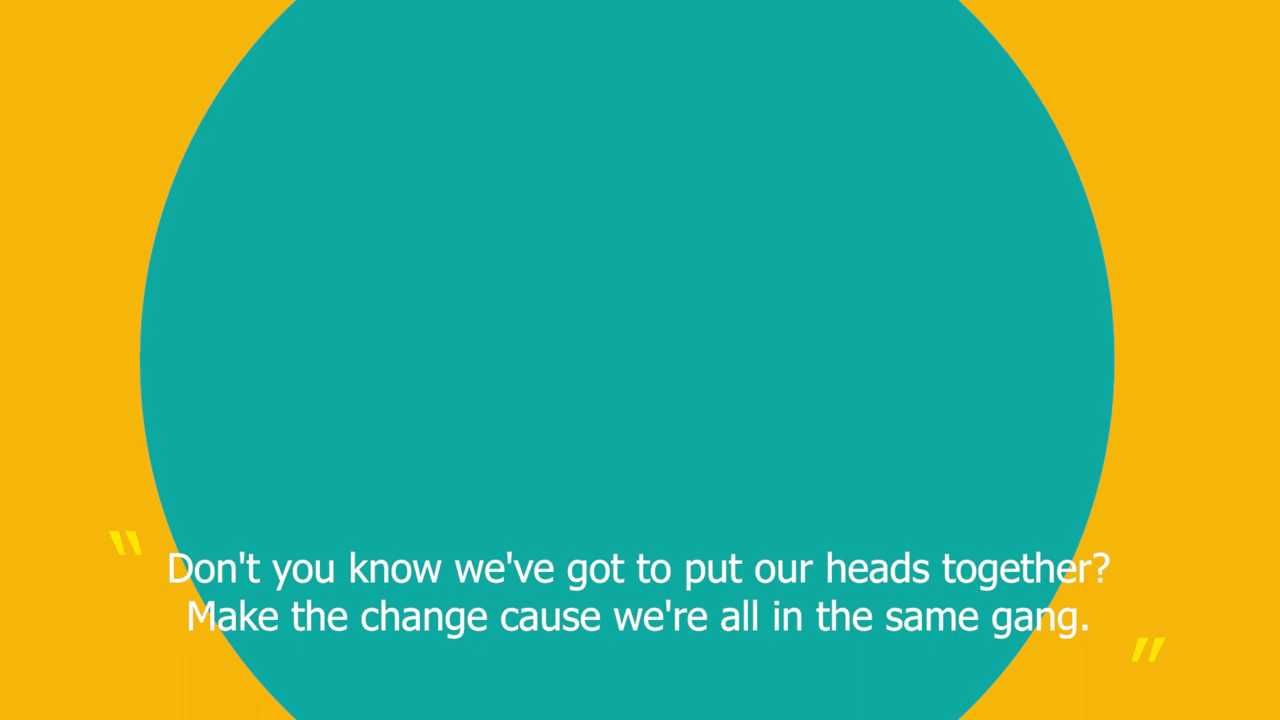 “
Don't you know we've got to put our heads together?
Make the change cause we're all in the same gang.
”